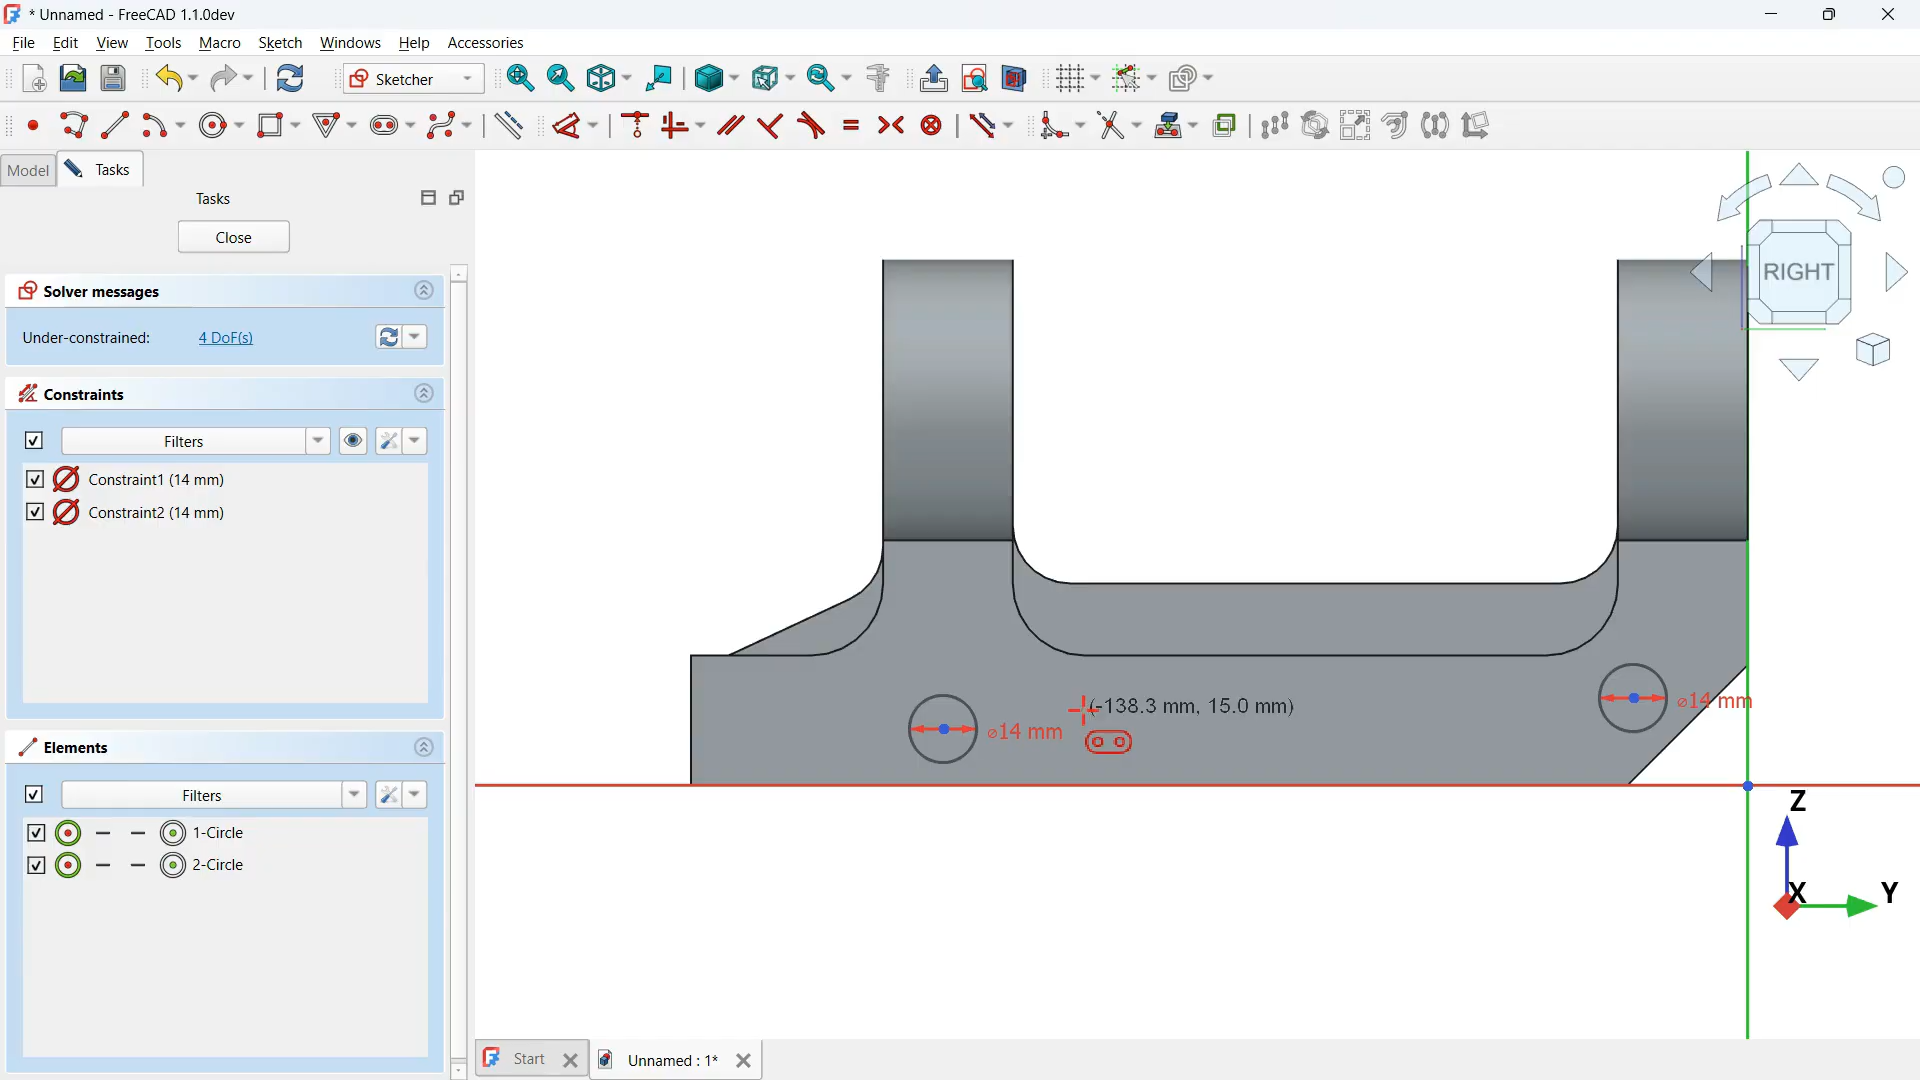 * Unnamed - FreeCAD 1.1.0dev
File Edit View Tools Macro Sketch Windows Help Accessories
Sketcher
Model Tasks
Tasks
Close
Solver messages
Under-constrained: 4 DoF(s)
Constraints
Filters
Constraint1 (14 mm)
Constraint2 (14 mm)
Elements
Filters
1-Circle
2-Circle
RIGHT
⌀14 mm
(-138.3 mm, 15.0 mm)
⌀14 mm
Z
X
Y
Start
Unnamed : 1*